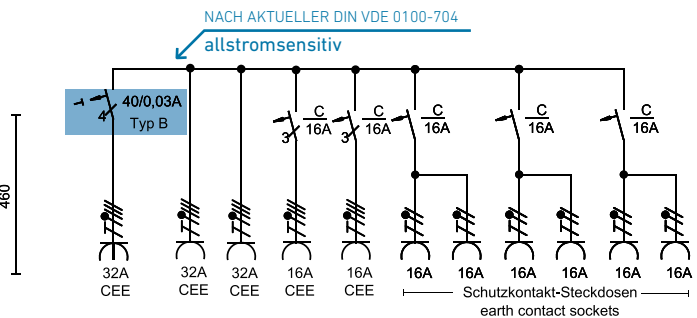 NACH AKTUELLER DIN VDE 0100-704
allstromsensitiv
40/0,03A
4
Typ B
C
16A
3
C
16A
3
C
16A
C
16A
C
16A
460
32A
CEE
32A
CEE
32A
CEE
16A
CEE
16A
CEE
16A
16A
16A
16A
16A
16A
Schutzkontakt-Steckdosen
earth contact sockets